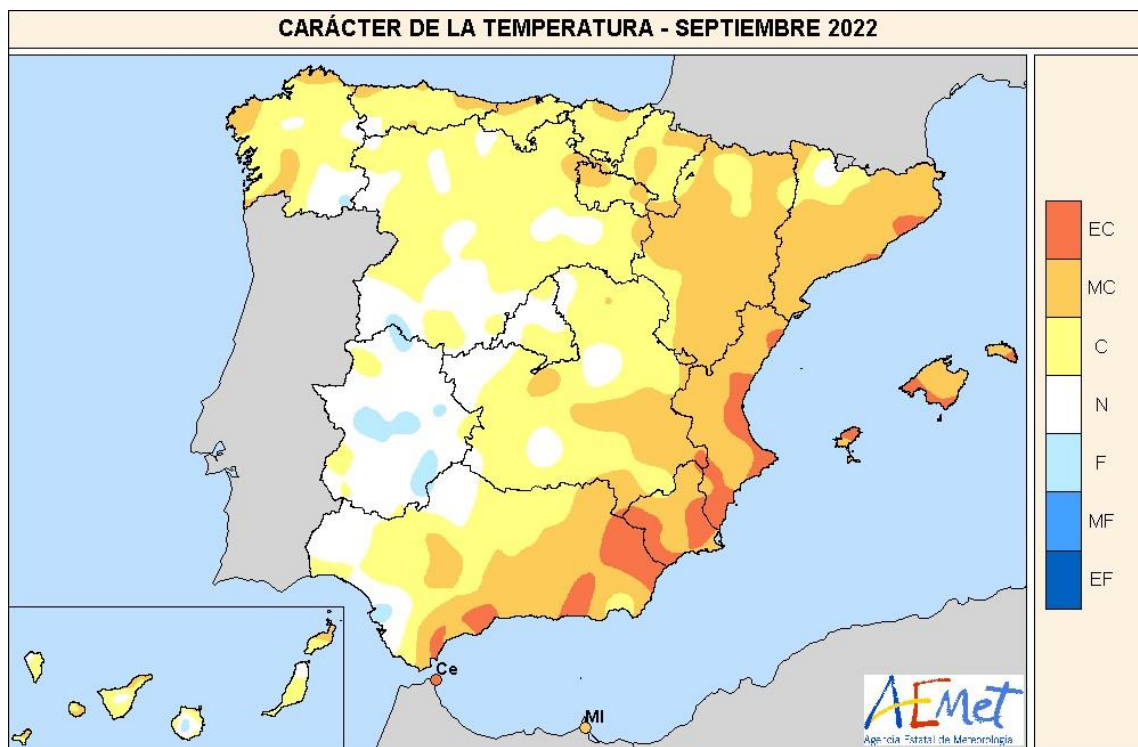 CARÁCTER DE LA TEMPERATURA - SEPTIEMBRE 2022
EC
MC
C
N
F
MF
EF
Ce
Ml
AEMet
Agencia Estatal de Meteorología